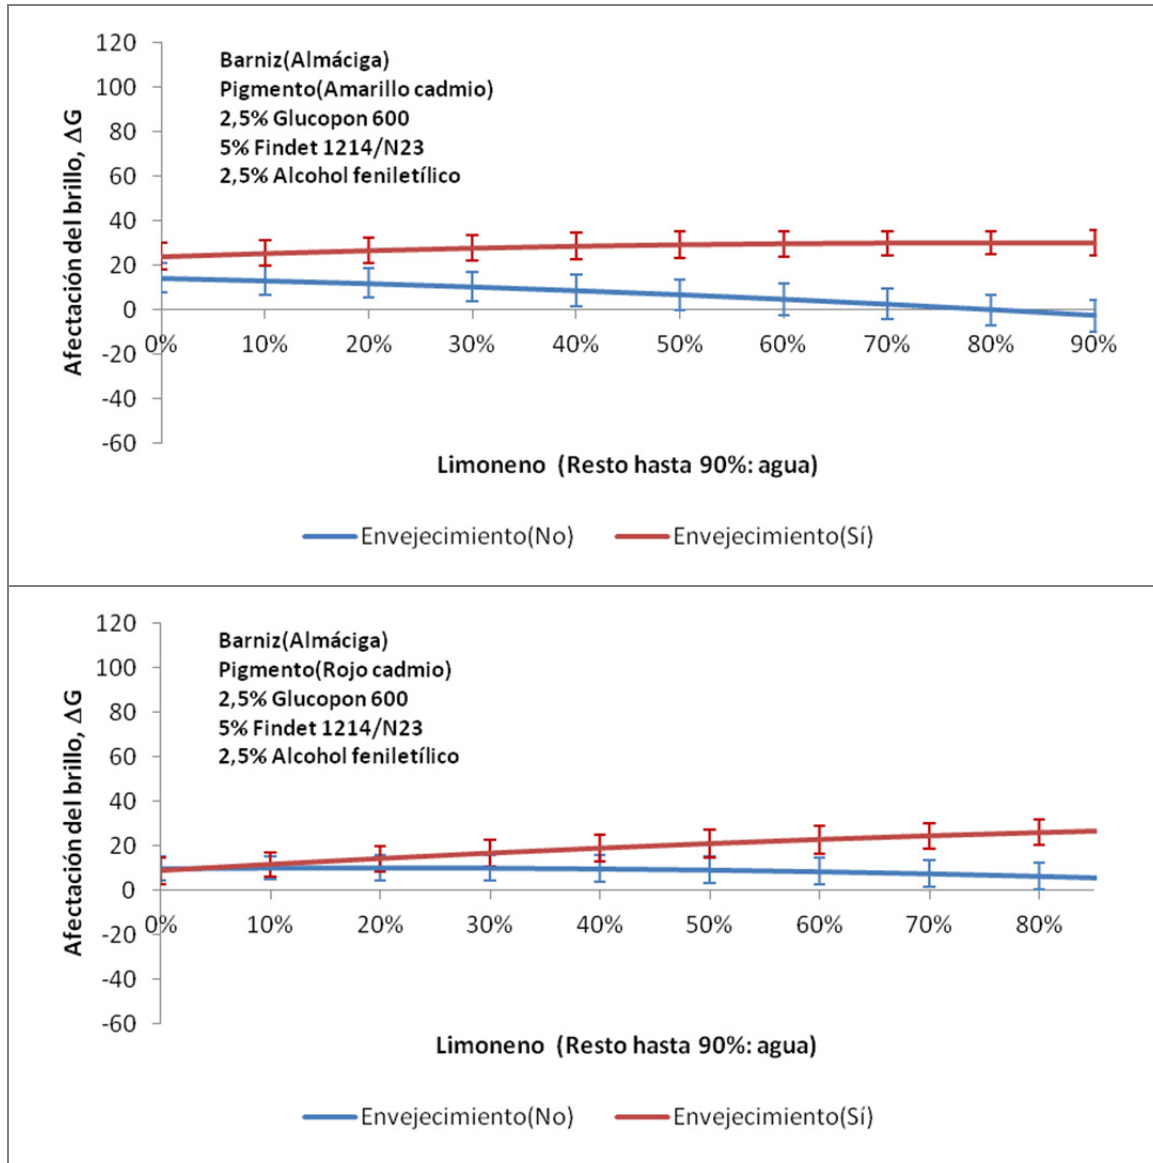 120
100
80
60
40
20
0
-20
-40
-60
Afectación del brillo, ΔG
Barniz(Almáciga)
Pigmento(Amarillo cadmio)
2,5% Glucopon 600
5% Findet 1214/N23
2,5% Alcohol feniletílico
0% 10% 20% 30% 40% 50% 60% 70% 80% 90%
Limoneno (Resto hasta 90%: agua)
Envejecimiento(No) Envejecimiento(Sí)
120
100
80
60
40
20
0
-20
-40
-60
Afectación del brillo, ΔG
Barniz(Almáciga)
Pigmento(Rojo cadmio)
2,5% Glucopon 600
5% Findet 1214/N23
2,5% Alcohol feniletílico
0% 10% 20% 30% 40% 50% 60% 70% 80%
Limoneno (Resto hasta 90%: agua)
Envejecimiento(No) Envejecimiento(Sí)